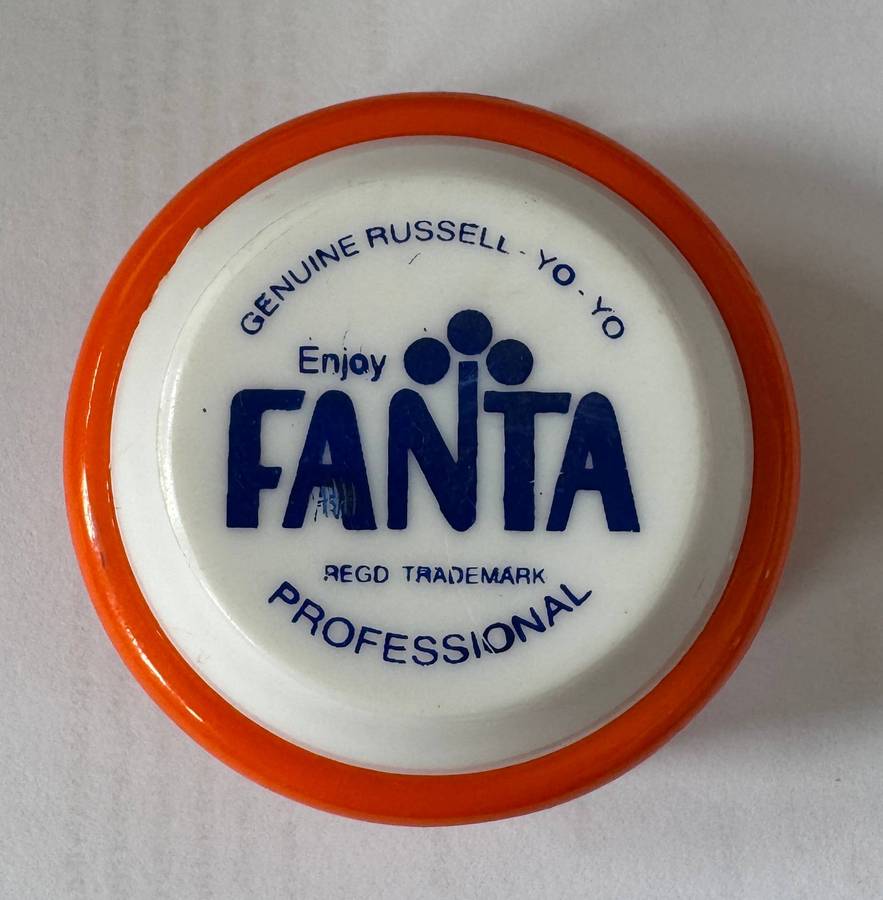 GENUINE RUSSELL - YO - YO
Enjoy
FANTA
REGD TRADEMARK
PROFESSIONAL